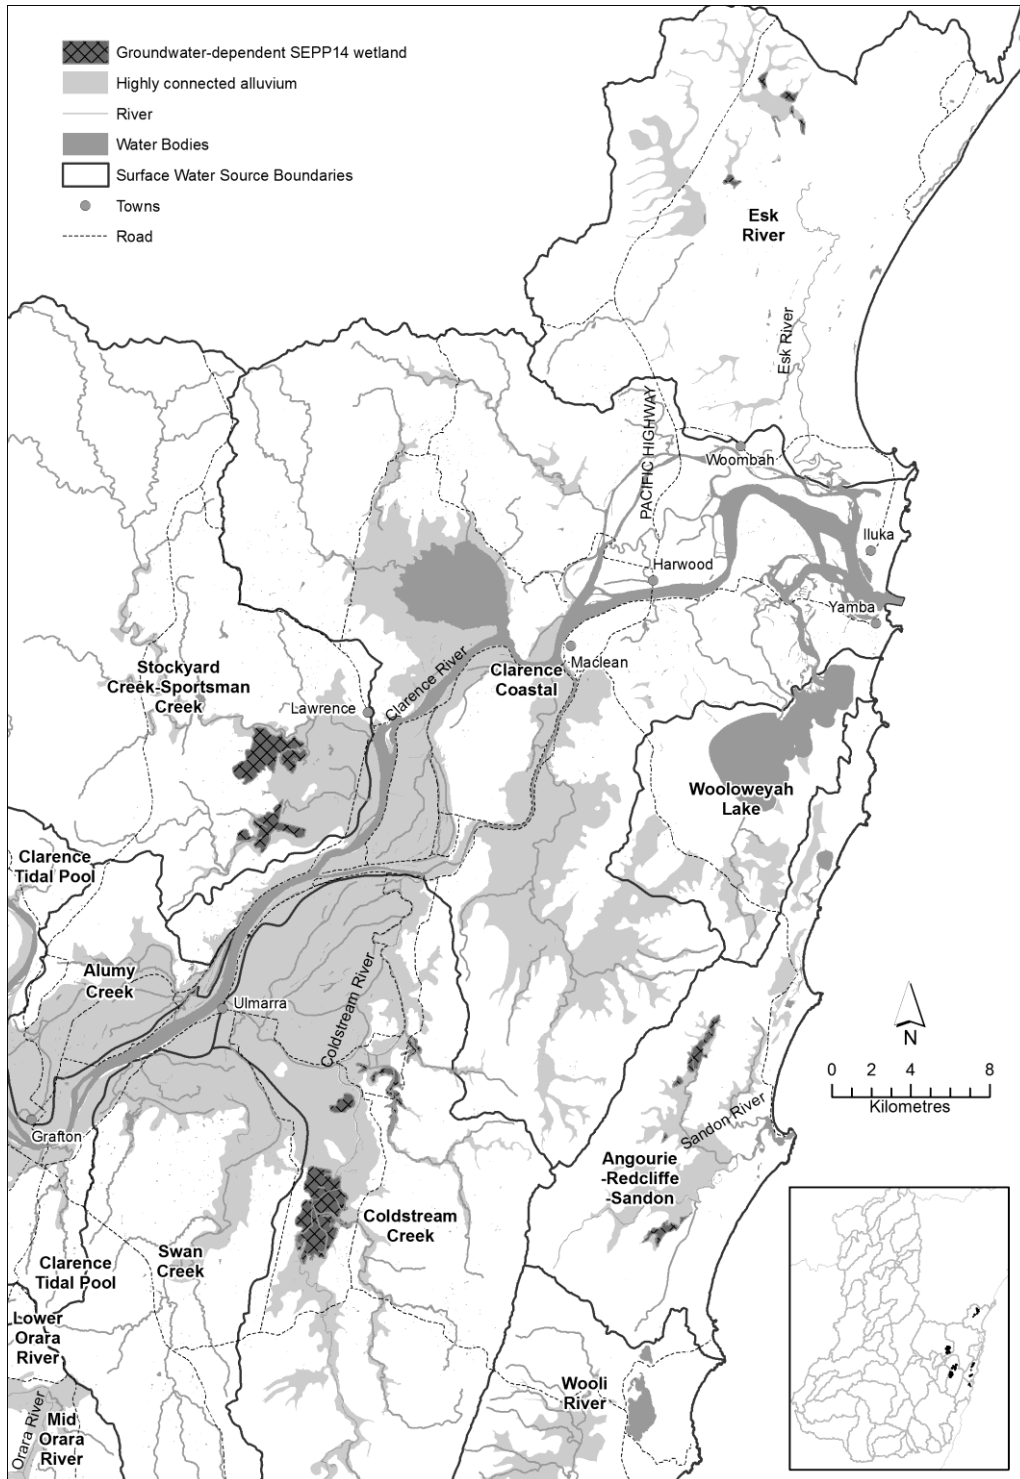 Groundwater-dependent SEPP14 wetland
Highly connected alluvium
River
Water Bodies
Surface Water Source Boundaries
Towns
Road
Esk
River
Esk River
PACIFIC HIGHWAY
Woombah
Iluka
Harwood
Yamba
Maclean
Clarence River
Clarence
Coastal
Stockyard
Creek-Sportsman
Creek
Lawrence
Wooloweyah
Lake
Clarence
Tidal Pool
Alumy
Creek
Ulmarra
Coldstream River
N
0 2 4 8
Kilometres
Grafton
Sandon River
Angourie
-Redcliffe
-Sandon
Coldstream
Creek
Swan
Creek
Clarence
Tidal Pool
Lower
Orara
River
Wooli
River
Orara River
Mid
Orara
River